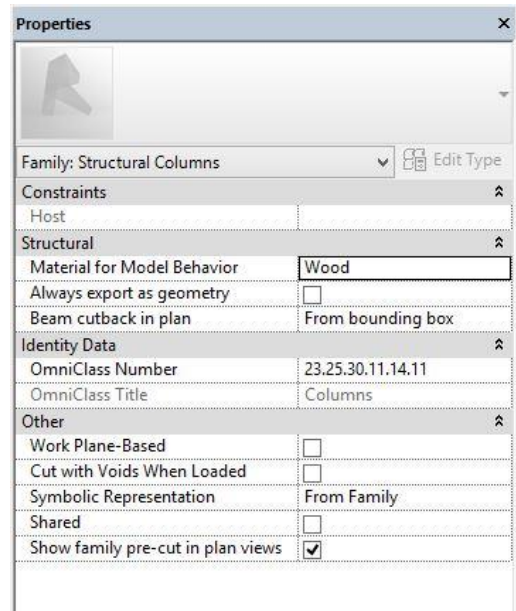 Properties
Family: Structural Columns Edit Type
Constraints
Host
Structural
Material for Model Behavior Wood
Always export as geometry
Beam cutback in plan From bounding box
Identity Data
OmniClass Number 23.25.30.11.14.11
OmniClass Title Columns
Other
Work Plane-Based
Cut with Voids When Loaded
Symbolic Representation From Family
Shared
Show family pre-cut in plan views